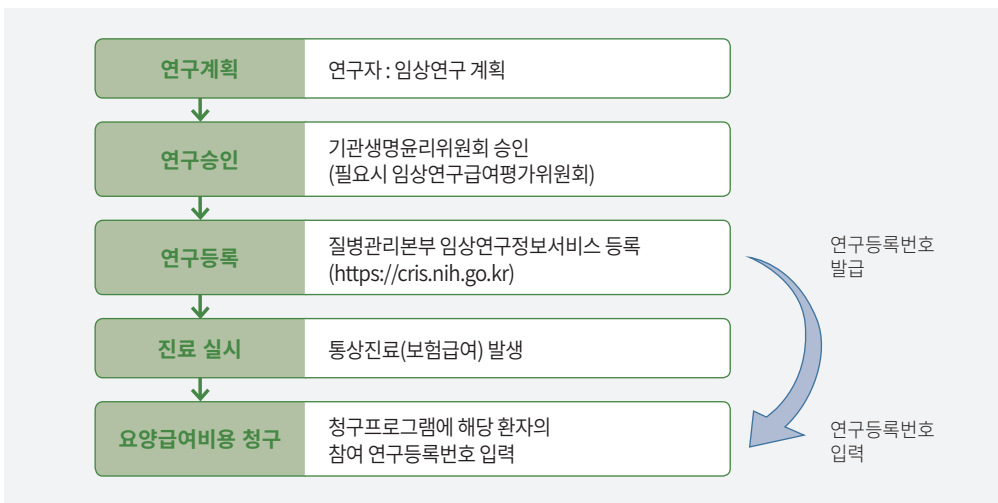 연구계획
연구자 : 임상연구 계획
연구승인
기관생명윤리위원회 승인
(필요시 임상연구급여평가위원회)
연구등록
질병관리본부 임상연구정보서비스 등록
(https://cris.nih.go.kr)
연구등록번호
발급
진료 실시
통상진료(보험급여) 발생
요양급여비용 청구
청구프로그램에 해당 환자의
참여 연구등록번호 입력
연구등록번호
입력